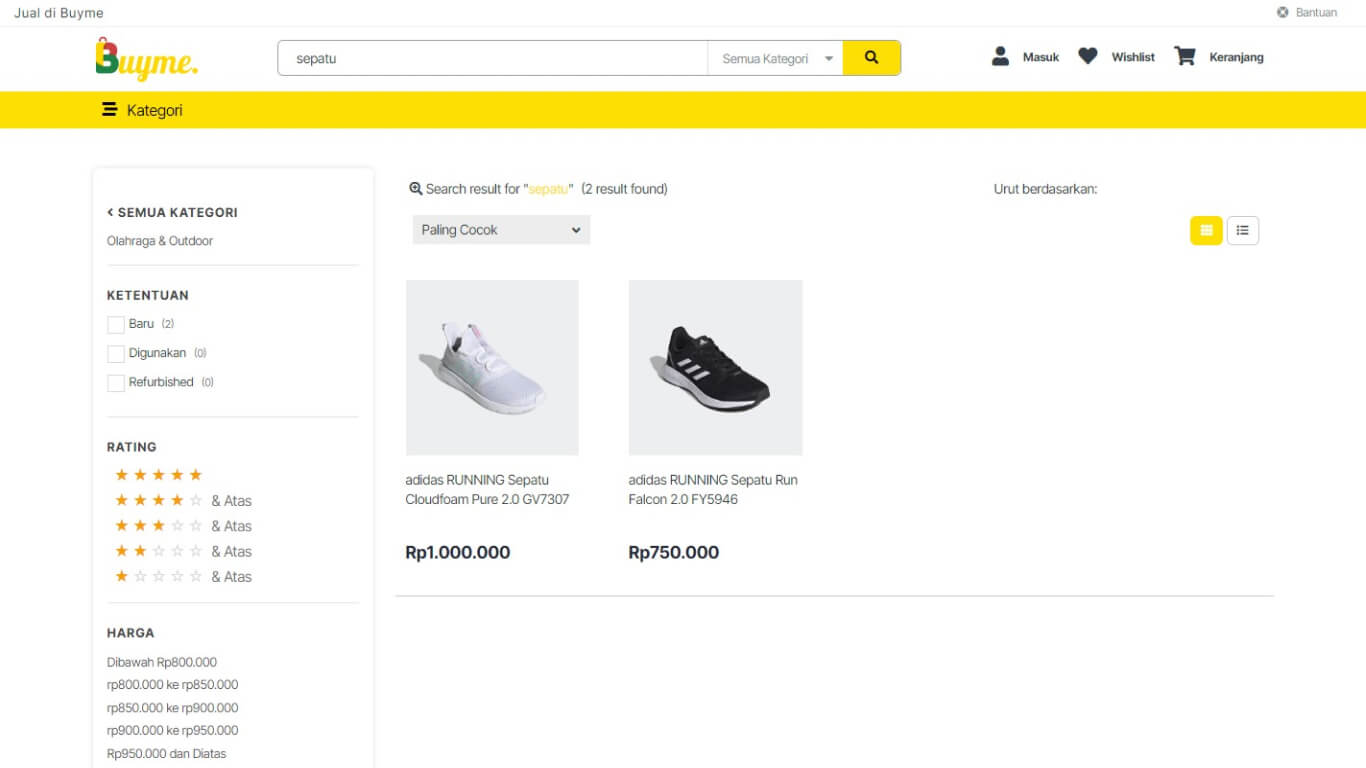 Jual di Buyme
Bantuan
Buyme.
sepatu
Semua Kategori
Masuk
Wishlist
Keranjang
Kategori
SEMUA KATEGORI
Olahraga & Outdoor
KETENTUAN
Baru (2)
Digunakan (0)
Refurbished (0)
RATING
& Atas
& Atas
& Atas
& Atas
HARGA
Dibawah Rp800.000
rp800.000 ke rp850.000
rp850.000 ke rp900.000
rp900.000 ke rp950.000
Rp950.000 dan Diatas
Search result for "sepatu" (2 result found)
Urut berdasarkan:
Paling Cocok
adidas RUNNING Sepatu
Cloudfoam Pure 2.0 GV7307
Rp1.000.000
adidas RUNNING Sepatu Run
Falcon 2.0 FY5946
Rp750.000